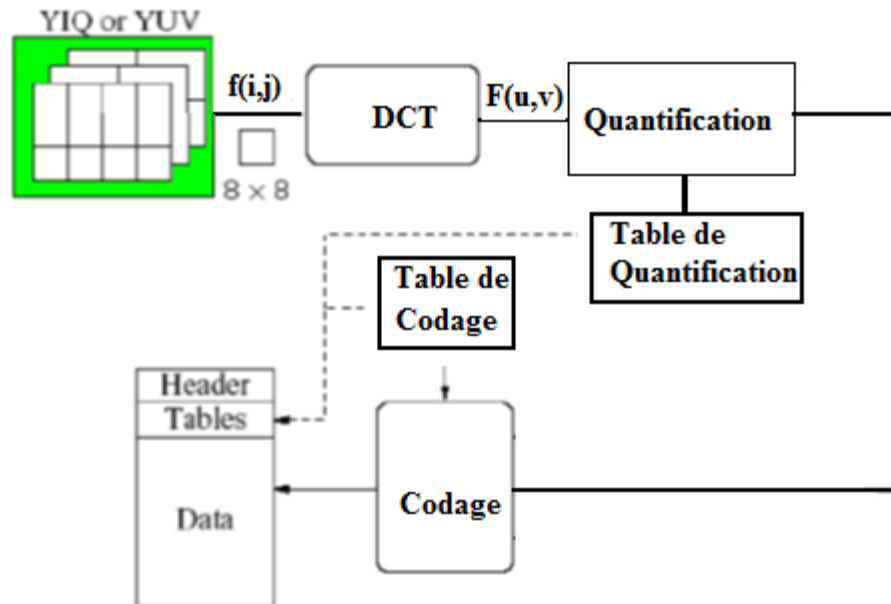 YIQ or YUV
f(i,j)
8 × 8
DCT
F(u,v)
Quantification
Table de
Quantification
Table de
Codage
Header
Tables
Data
Codage